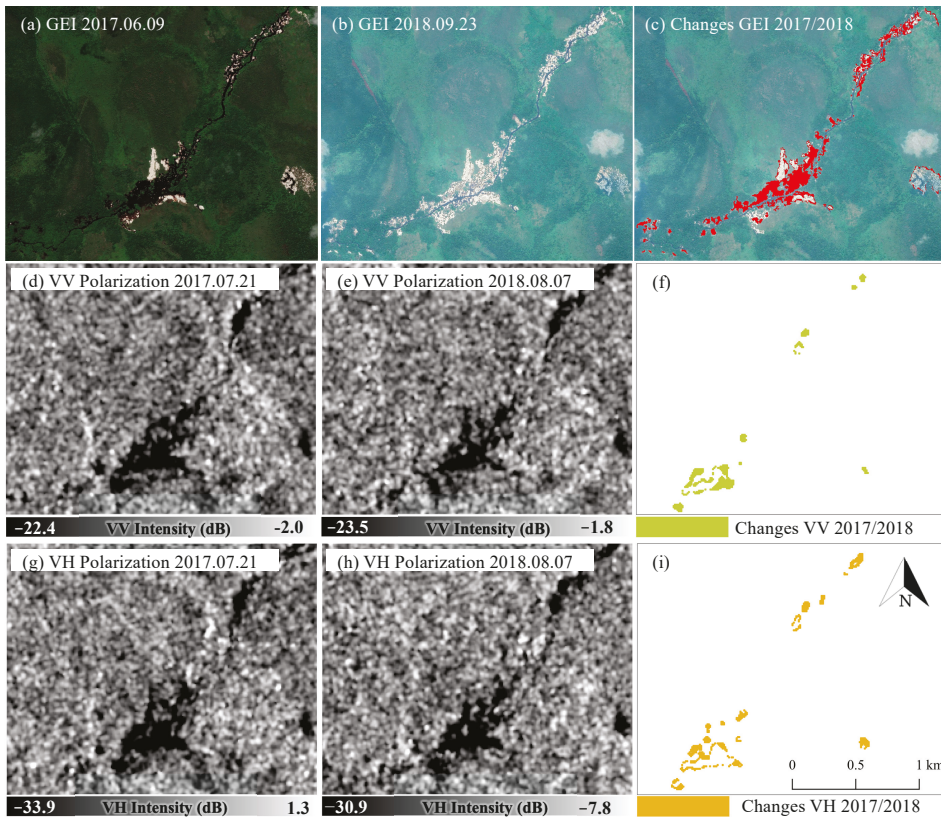 (a) GEI 2017.06.09
(b) GEI 2018.09.23
(c) Changes GEI 2017/2018
(d) VV Polarization 2017.07.21
(e) VV Polarization 2018.08.07
(f)
−22.4 VV Intensity (dB) -2.0
−23.5 VV Intensity (dB) −1.8
Changes VV 2017/2018
(g) VH Polarization 2017.07.21
(h) VH Polarization 2018.08.07
(i)
N
0 0.5 1 km
−33.9 VH Intensity (dB) 1.3
−30.9 VH Intensity (dB) −7.8
Changes VH 2017/2018